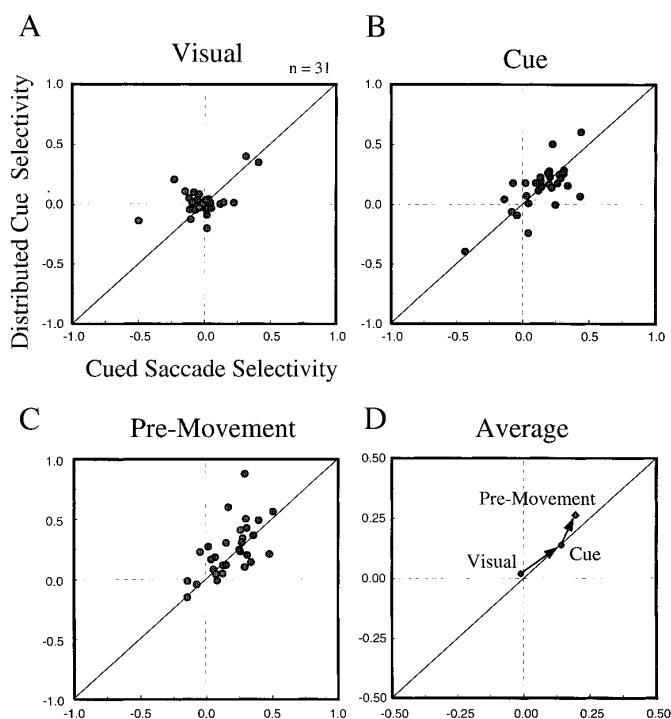 A
B
Visual
n = 31
Cue
Distributed Cue Selectivity
1.0
0.5
0.0
-0.5
-1.0
-1.0 -0.5 0.0 0.5 1.0
1.0
0.5
0.0
-0.5
-1.0
-1.0 -0.5 0.0 0.5 1.0
Cued Saccade Selectivity
C
D
Pre-Movement
Average
1.0
0.5
0.0
-0.5
-1.0
-1.0 -0.5 0.0 0.5 1.0
0.50
0.25
0.00
-0.25
-0.50
-0.50 -0.25 0.00 0.25 0.50
Pre-Movement
Visual
Cue